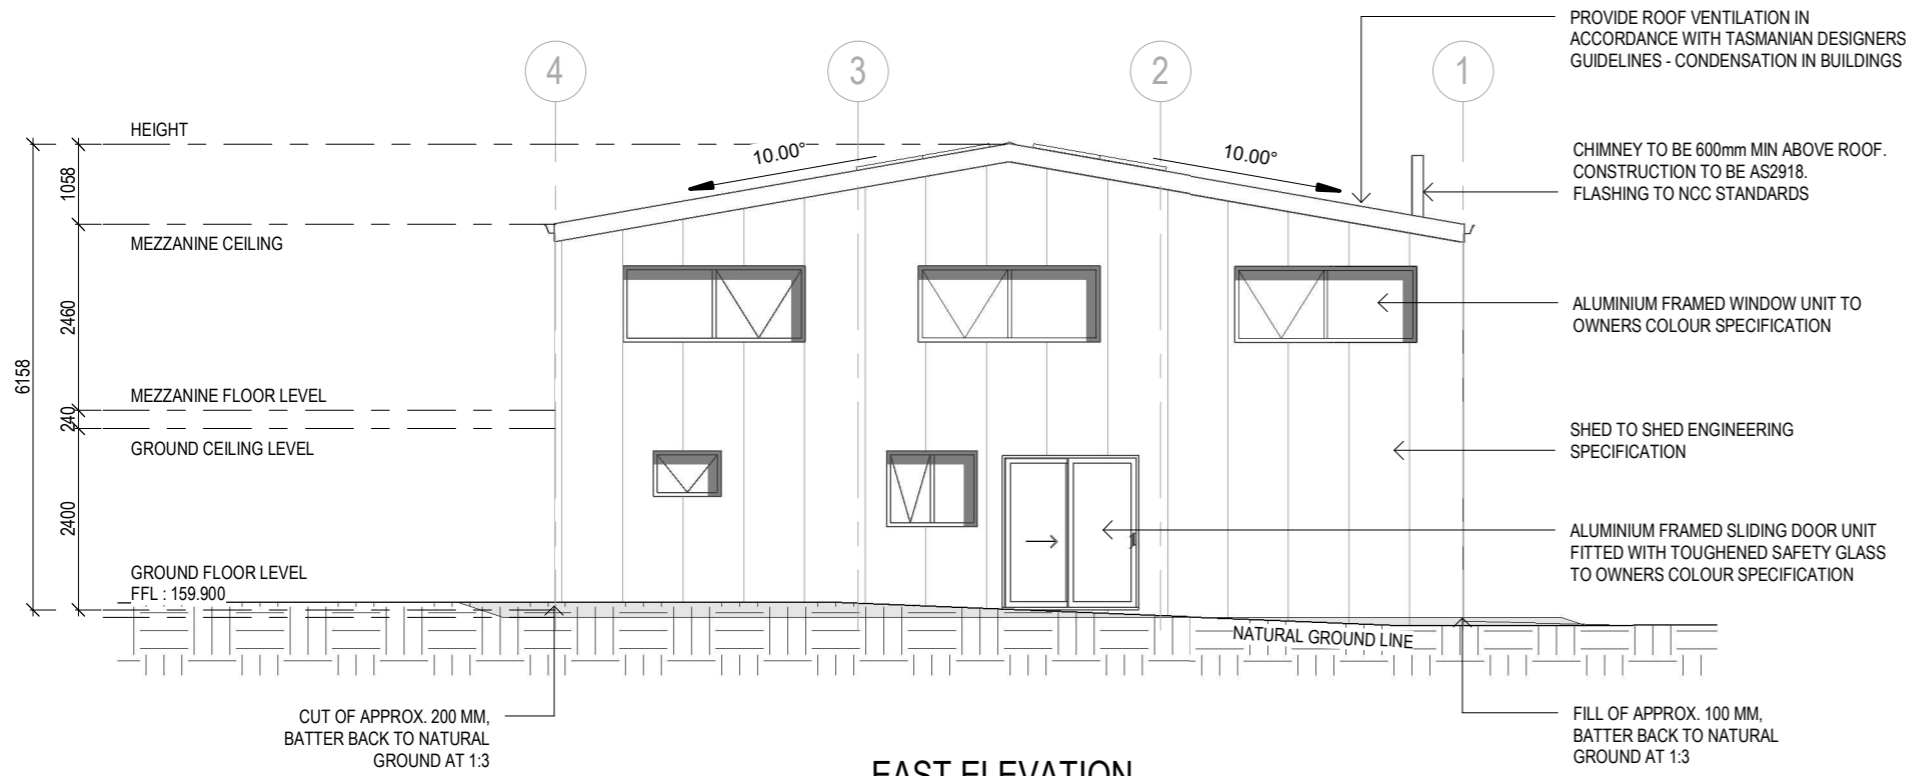 PROVIDE ROOF VENTILATION IN
ACCORDANCE WITH TASMANIAN DESIGNERS
GUIDELINES - CONDENSATION IN BUILDINGS
4
3
2
1
HEIGHT
10.00°
10.00°
CHIMNEY TO BE 600mm MIN ABOVE ROOF.
CONSTRUCTION TO BE AS2918.
FLASHING TO NCC STANDARDS
1058
MEZZANINE CEILING
2460
ALUMINIUM FRAMED WINDOW UNIT TO
OWNERS COLOUR SPECIFICATION
6158
MEZZANINE FLOOR LEVEL
240
GROUND CEILING LEVEL
SHED TO SHED ENGINEERING
SPECIFICATION
2400
ALUMINIUM FRAMED SLIDING DOOR UNIT
FITTED WITH TOUGHENED SAFETY GLASS
TO OWNERS COLOUR SPECIFICATION
GROUND FLOOR LEVEL
FFL : 159.900
NATURAL GROUND LINE
CUT OF APPROX. 200 MM,
BATTER BACK TO NATURAL
GROUND AT 1:3
FILL OF APPROX. 100 MM,
BATTER BACK TO NATURAL
GROUND AT 1:3
EAST ELEVATION